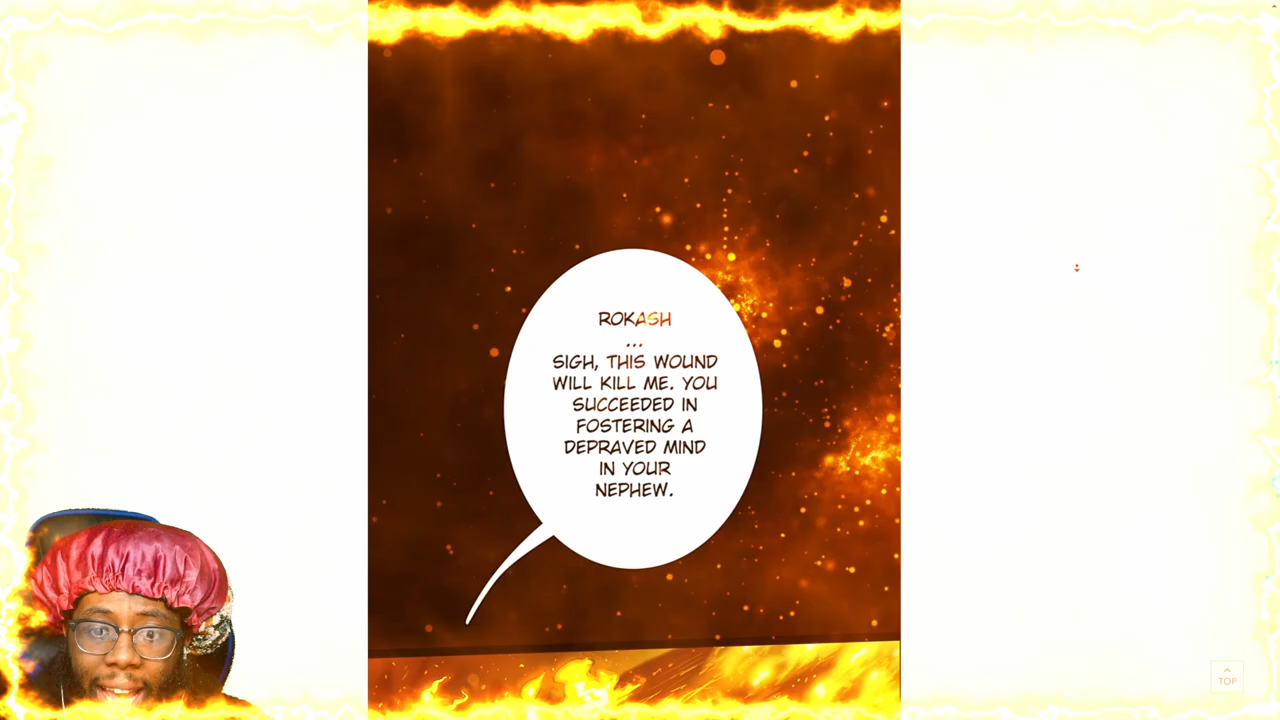 ROKASH
...
SIGH, THIS WOUND
WILL KILL ME. YOU
SUCCEEDED IN
FOSTERING A
DEPRAVED MIND
IN YOUR
NEPHEW.
TOP